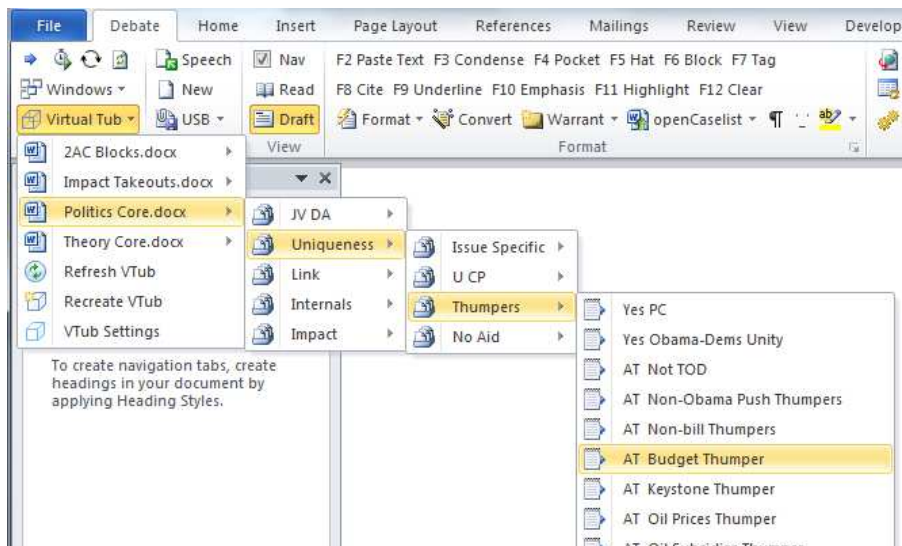 File Debate Home Insert Page Layout References Mailings Review View Develop
Speech Nav F2 Paste Text F3 Condense F4 Pocket F5 Hat F6 Block F7 Tag
Windows New Read F8 Cite F9 Underline F10 Emphasis F11 Highlight F12 Clear
Virtual Tub USB Draft Format Convert Warrant openCaselist ¶
View Format
2AC Blocks.docx
Impact Takeouts.docx
Politics Core.docx
Theory Core.docx
Refresh VTub
Recreate VTub
VTub Settings
To create navigation tabs, create
headings in your document by
applying Heading Styles.
JV DA
Uniqueness
Link
Internals
Impact
Issue Specific
U CP
Thumpers
No Aid
Yes PC
Yes Obama-Dems Unity
AT Not TOD
AT Non-Obama Push Thumpers
AT Non-bill Thumpers
AT Budget Thumper
AT Keystone Thumper
AT Oil Prices Thumper
AT Oil Subsidies Thumper